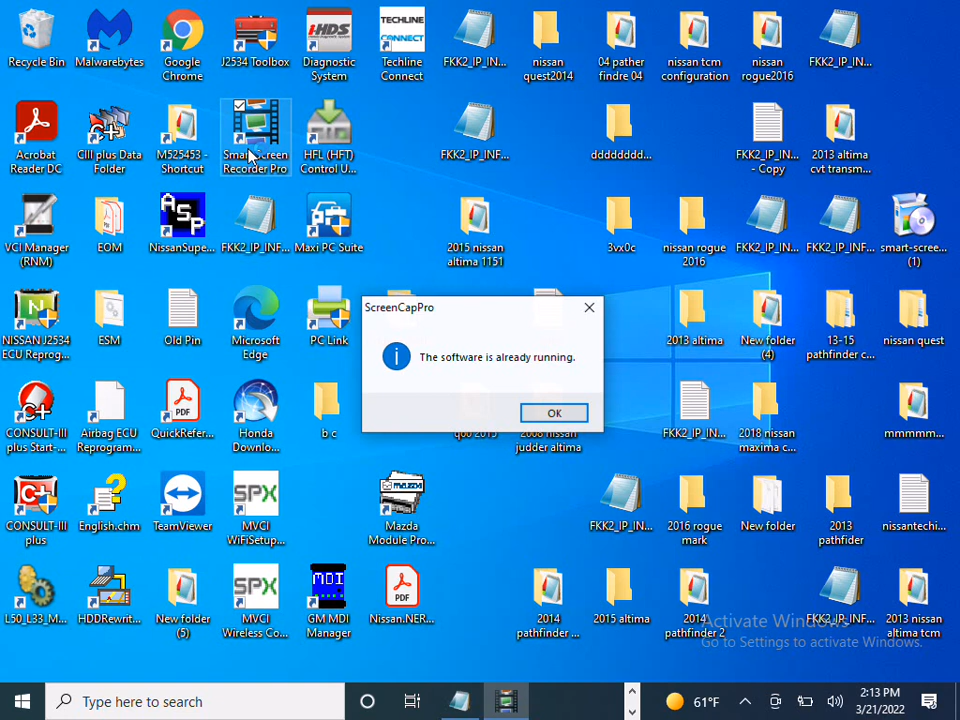 Recycle Bin
Malwarebytes
Google
Chrome
J2534 Toolbox
Diagnostic
System
Techline
Connect
FKK2_IP_INF...
nissan
quest2014
04 pather
findre 04
nissan tcm
configuration
nissan
rogue2016
FKK2_IP_INF...
i-HDS
TECHLINE
CONNECT
Acrobat
Reader DC
CIII plus Data
Folder
M525453 -
Shortcut
Smart Screen
Recorder Pro
HFL (HFT)
Control U...
FKK2_IP_INF...
dddddddd...
FKK2_IP_IN...
- Copy
2013 altima
cvt transm...
VCI Manager
(RNM)
EOM
NissanSupe...
FKK2_IP_INF...
Maxi PC Suite
2015 nissan
altima 1151
3vx0c
nissan rogue
2016
FKK2_IP_IN...
FKK2_IP_INF...
smart-scree...
(1)
NISSAN J2534
ECU Reprog...
ESM
Old Pin
Microsoft
Edge
PC Link
2013 altima
New folder
(4)
13-15
pathfinder c...
nissan quest
ScreenCapPro
The software is already running.
OK
CONSULT-III
plus Start-...
Airbag ECU
Reprogram...
QuickRefer...
Honda
Downlo...
b c
q60 2015
2008 nissan
judder altima
FKK2_IP_IN...
2018 nissan
maxima c...
mmmmm...
CONSULT-III
plus
English.chm
TeamViewer
MVCI
WiFiSetup...
Mazda
Module Pro...
FKK2_IP_IN...
2016 rogue
mark
New folder
2013
pathfider
nissantechi...
L50_L33_M...
HDDRewrit...
New folder
(5)
MVCI
Wireless Co...
GM MDI
Manager
Nissan.NER...
2014
pathfinder ...
2015 altima
2014
pathfinder 2
FKK2_IP_INF...
2013 nissan
altima tcm
Activate Windows
Go to Settings to activate Windows.
Type here to search
61°F
2:13 PM
3/21/2022